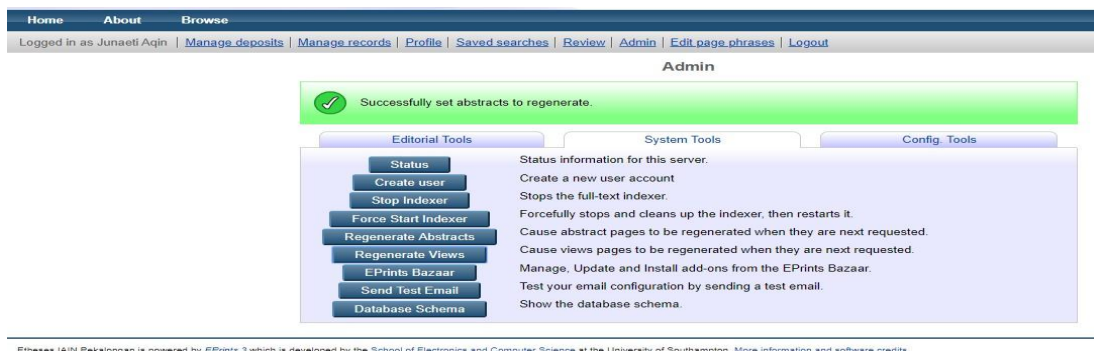 Home About Browse
Logged in as Junaeti Aqin | Manage deposits | Manage records | Profile | Saved searches | Review | Admin | Edit page phrases | Logout
Admin
Successfully set abstracts to regenerate.
Editorial Tools System Tools Config. Tools
Status Status information for this server.
Create user Create a new user account
Stop Indexer Stops the full-text indexer.
Force Start Indexer Forcefully stops and cleans up the indexer, then restarts it.
Regenerate Abstracts Cause abstract pages to be regenerated when they are next requested.
Regenerate Views Cause views pages to be regenerated when they are next requested.
EPrints Bazaar Manage, Update and Install add-ons from the EPrints Bazaar.
Send Test Email Test your email configuration by sending a test email.
Database Schema Show the database schema.
Etheses IAIN Pekalongan is powered by EPrints 3 which is developed by the School of Electronics and Computer Science at the University of Southampton. More information and software credits.